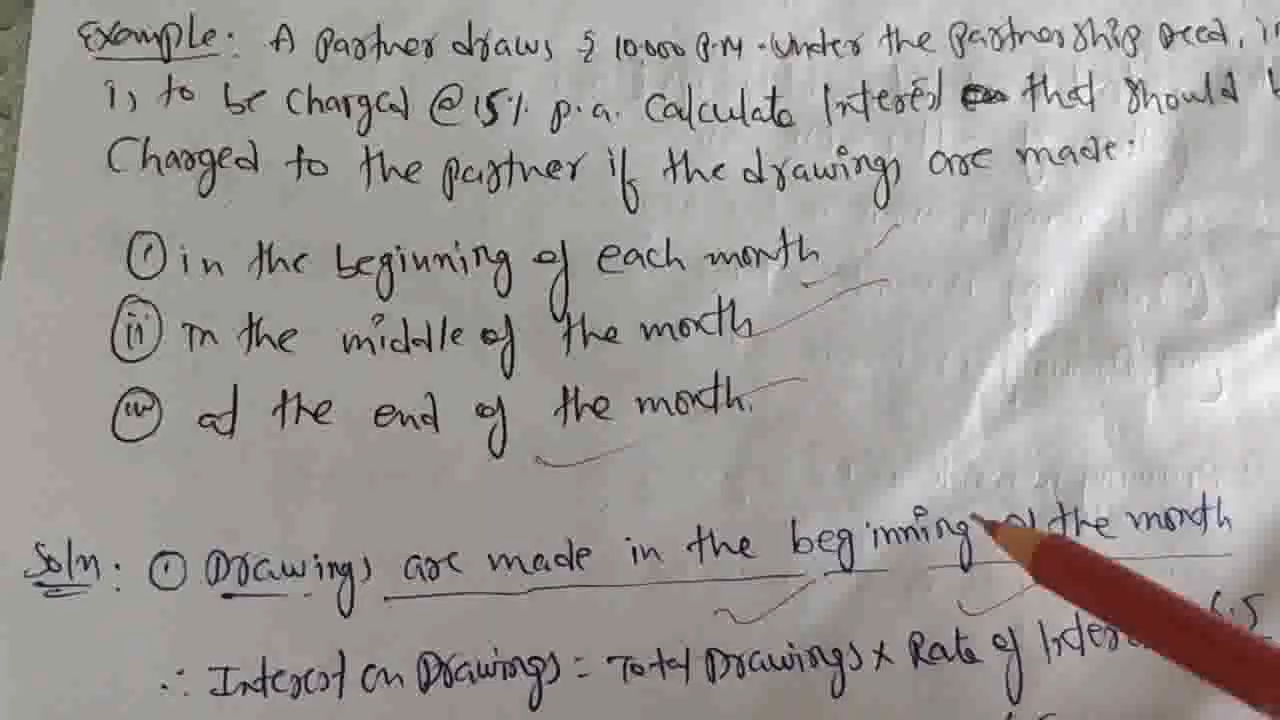 Example: A partner draws ₹ 10,000 P.M. Under the partnership deed,
is to be charged @ 15% p.a. Calculate Interest that should
Charged to the partner if the drawings are made:
(i) in the beginning of each month
(ii) in the middle of the month
(iii) at the end of the month.
Soln: (i) Drawings are made in the beginning of the month
∴ Interest on Drawings = Total Drawings × Rate of 6.5